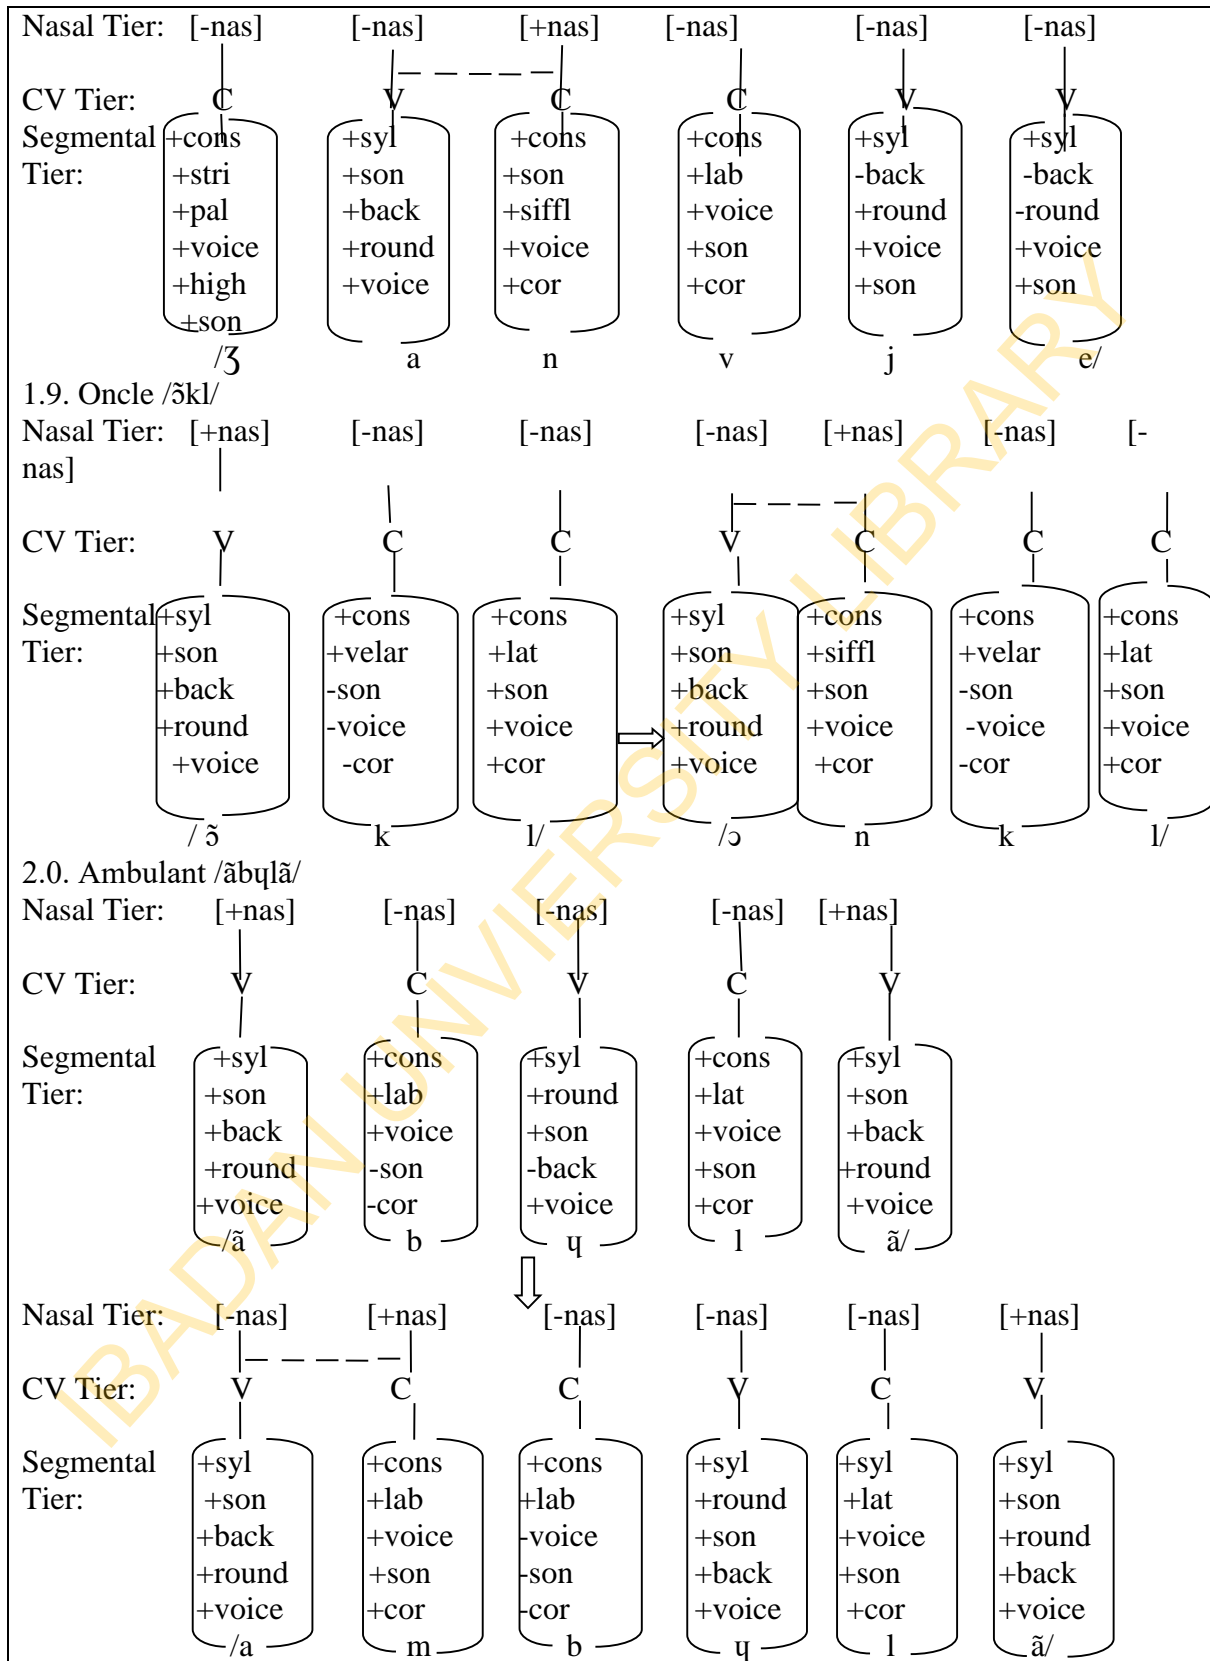 Nasal Tier: [-nas] [-nas] [+nas] [-nas] [-nas] [-nas]
CV Tier: C V C C V V
Segmental +cons +syl +cons +cons +syl +syl
Tier: +stri +son +son +lab -back -back
+pal +back +siffl +voice +round -round
+voice +round +voice +son +voice +voice
+high +voice +cor +cor +son +son
+son
/ʒ a n v j e/
1.9. Oncle /ɔ̃kl/
Nasal Tier: [+nas] [-nas] [-nas] [-nas] [+nas] [-nas] [-
nas]
CV Tier: V C C V C C C
Segmental +syl +cons +cons +syl +cons +cons +cons
Tier: +son +velar +lat +son +siffl +velar +lat
+back -son +son +back +son -son +son
+round -voice +voice +round +voice -voice +voice
+voice -cor +cor +voice +cor -cor +cor
/ ɔ̃ k l/ /ɔ n k l/
2.0. Ambulant /ãbɥlã/
Nasal Tier: [+nas] [-nas] [-nas] [-nas] [+nas]
CV Tier: V C V C V
Segmental +syl +cons +syl +cons +syl
Tier: +son +lab +round +lat +son
+back +voice +son +voice +back
+round -son -back +son +round
+voice -cor +voice +cor +voice
/ã b ɥ l ã/
Nasal Tier: [-nas] [+nas] [-nas] [-nas] [-nas] [+nas]
CV Tier: V C C V C V
Segmental +syl +cons +cons +syl +syl +syl
Tier: +son +lab +lab +round +lat +son
+back +voice -voice +son +voice +round
+round +son -son +back +son +back
+voice +cor -cor +voice +cor +voice
/a m b ɥ l ã/
IBADAN UNVIERSITY LIBRARY